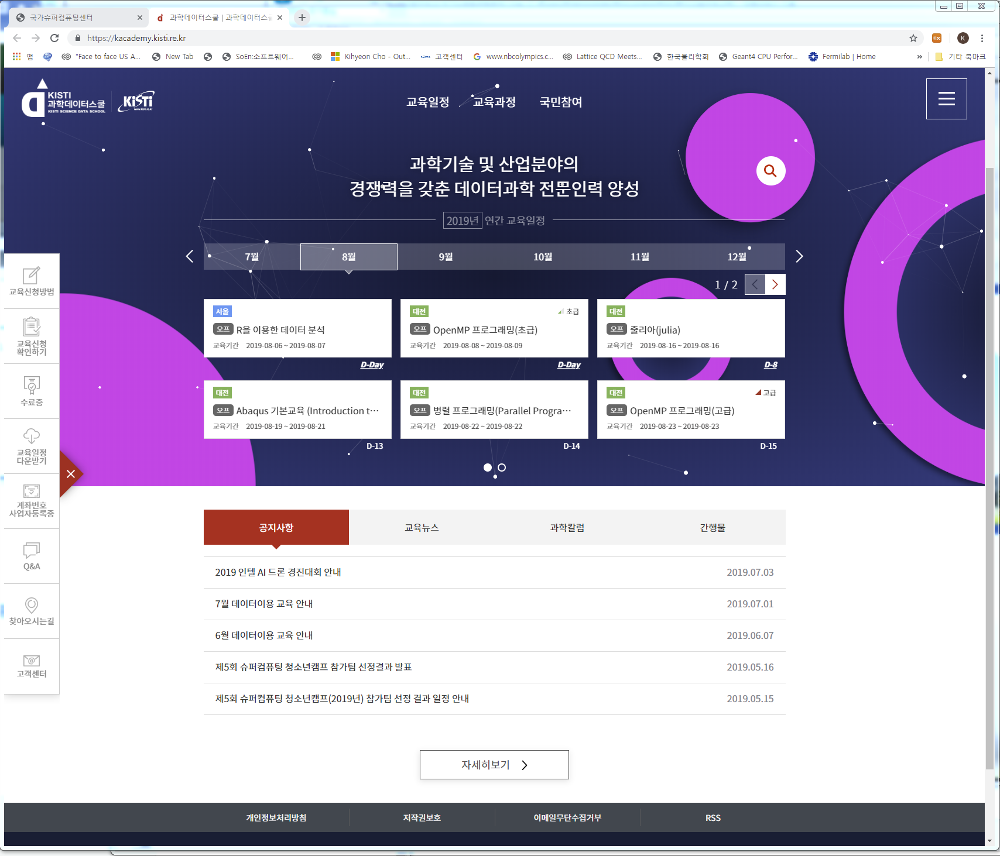 국가슈퍼컴퓨팅센터
과학데이터스쿨 | 과학데이터스쿨
https://kacademy.kisti.re.kr
K
앱
"Face to face US A...
New Tab
SoEn:소프트웨어...
Kihyeon Cho - Out...
고객센터
www.nbcolympics.c...
Lattice QCD Meets...
한국물리학회
Geant4 CPU Perfor...
Fermilab | Home
»
기타 북마크
KISTI
과학데이터스쿨
KISTI SCIENCE DATA SCHOOL
KiSTi
www.kisti.re.kr
교육일정
교육과정
국민참여
과학기술 및 산업분야의
경쟁력을 갖춘 데이터과학 전문인력 양성
2019년 연간 교육일정
7월
8월
9월
10월
11월
12월
1 / 2
서울
오프 R을 이용한 데이터 분석
교육기간 2019-08-06 ~ 2019-08-07
D-Day
대전
초급
오프 OpenMP 프로그래밍(초급)
교육기간 2019-08-08 ~ 2019-08-09
D-Day
대전
오프 줄리아(julia)
교육기간 2019-08-16 ~ 2019-08-16
D-8
대전
오프 Abaqus 기본교육 (Introduction t···
교육기간 2019-08-19 ~ 2019-08-21
D-13
대전
오프 병렬 프로그래밍(Parallel Progra···
교육기간 2019-08-22 ~ 2019-08-22
D-14
대전
고급
오프 OpenMP 프로그래밍(고급)
교육기간 2019-08-23 ~ 2019-08-23
D-15
교육신청방법
교육신청
확인하기
수료증
교육일정
다운받기
계좌번호
사업자등록증
Q&A
찾아오시는길
고객센터
공지사항
교육뉴스
과학칼럼
간행물
2019 인텔 AI 드론 경진대회 안내 2019.07.03
7월 데이터이용 교육 안내 2019.07.01
6월 데이터이용 교육 안내 2019.06.07
제5회 슈퍼컴퓨팅 청소년캠프 참가팀 선정결과 발표 2019.05.16
제5회 슈퍼컴퓨팅 청소년캠프(2019년) 참가팀 선정 결과 일정 안내 2019.05.15
자세히보기
개인정보처리방침
저작권보호
이메일무단수집거부
RSS